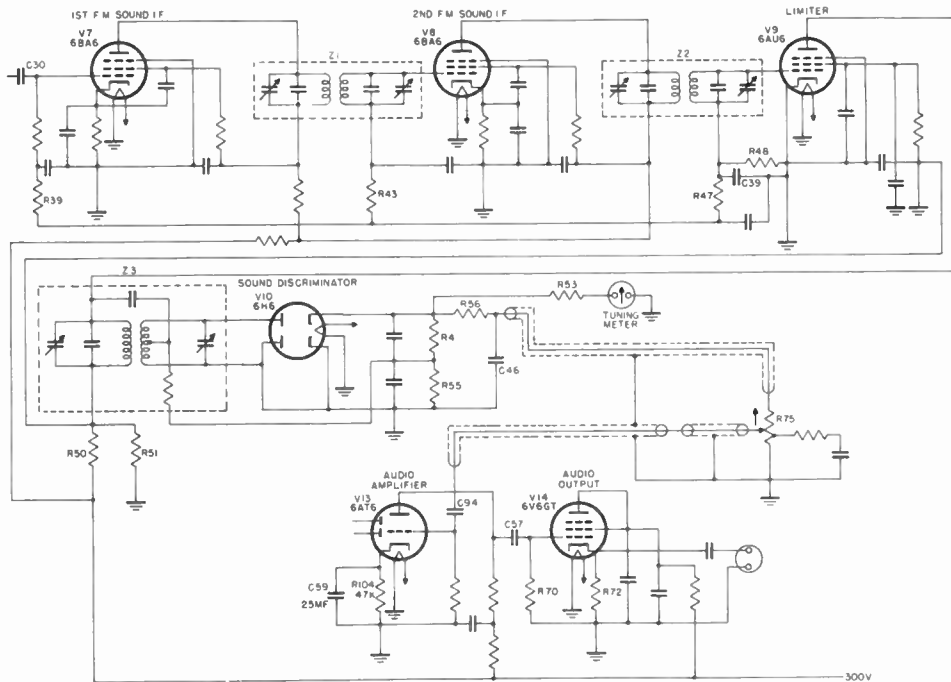 1ST FM SOUND IF
V7
6BA6
C30
R39
Z1
2ND FM SOUND IF
V8
6BA6
R43
Z2
LIMITER
V9
6AU6
R48
C39
R47
Z3
SOUND DISCRIMINATOR
V10
6H6
R56
R4
R55
C46
R53
TUNING
METER
R75
R50
R51
AUDIO
AMPLIFIER
V13
6AT6
C94
C59
25MF
R104
47K
C57
AUDIO
OUTPUT
V14
6V6GT
R70
R72
300V